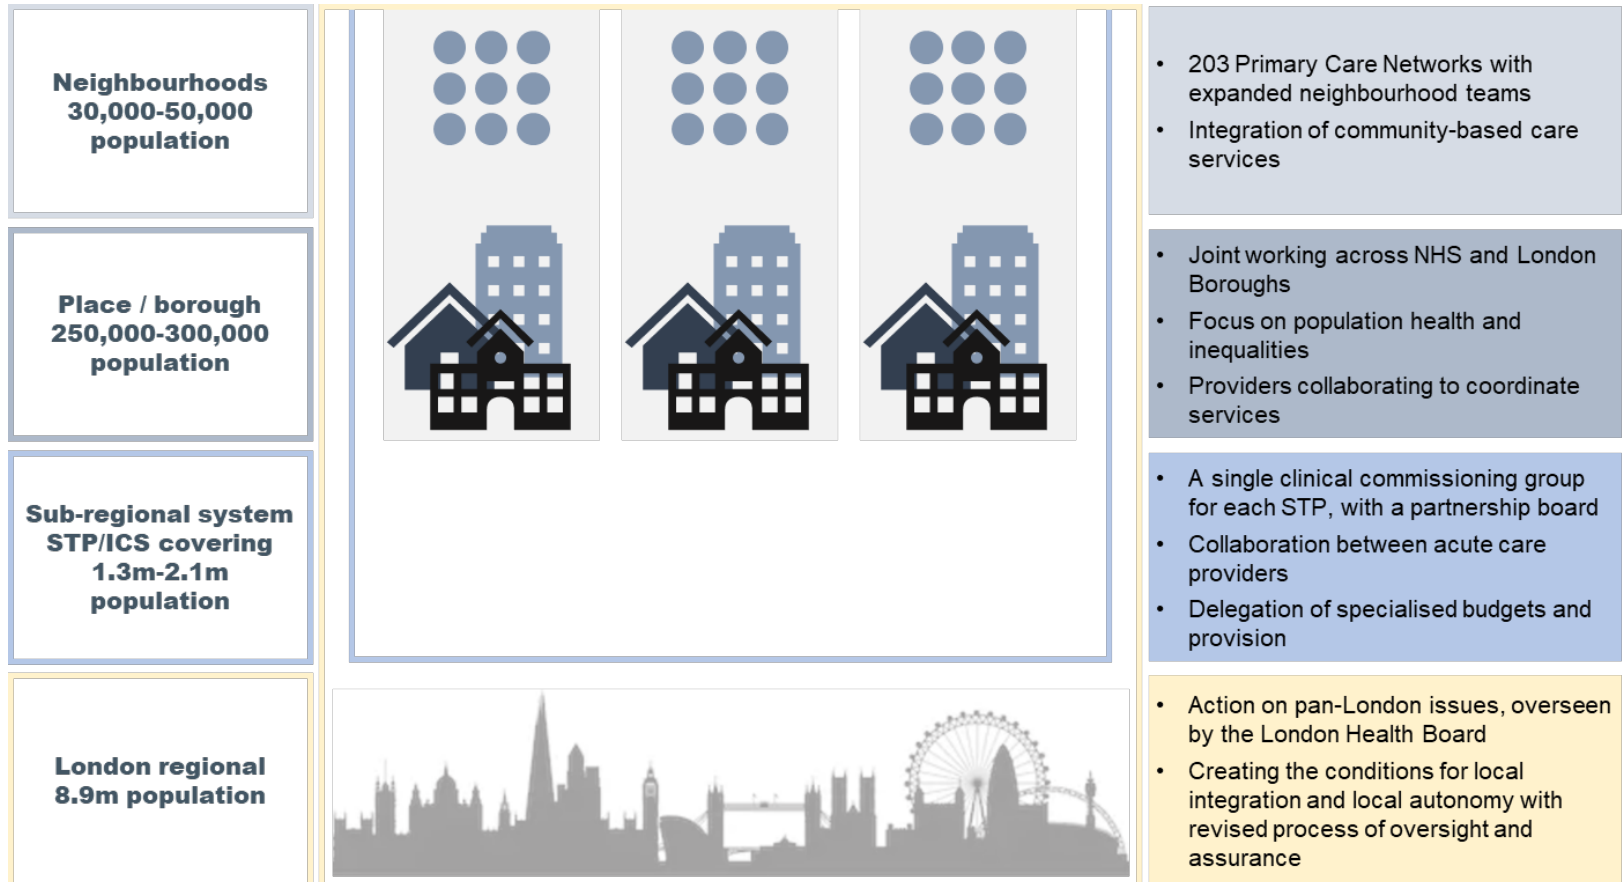 Neighbourhoods
30,000-50,000
population
• 203 Primary Care Networks with
expanded neighbourhood teams
• Integration of community-based care
services
Place / borough
250,000-300,000
population
• Joint working across NHS and London
Boroughs
• Focus on population health and
inequalities
• Providers collaborating to coordinate
services
Sub-regional system
STP/ICS covering
1.3m-2.1m
population
• A single clinical commissioning group
for each STP, with a partnership board
• Collaboration between acute care
providers
• Delegation of specialised budgets and
provision
London regional
8.9m population
• Action on pan-London issues, overseen
by the London Health Board
• Creating the conditions for local
integration and local autonomy with
revised process of oversight and
assurance